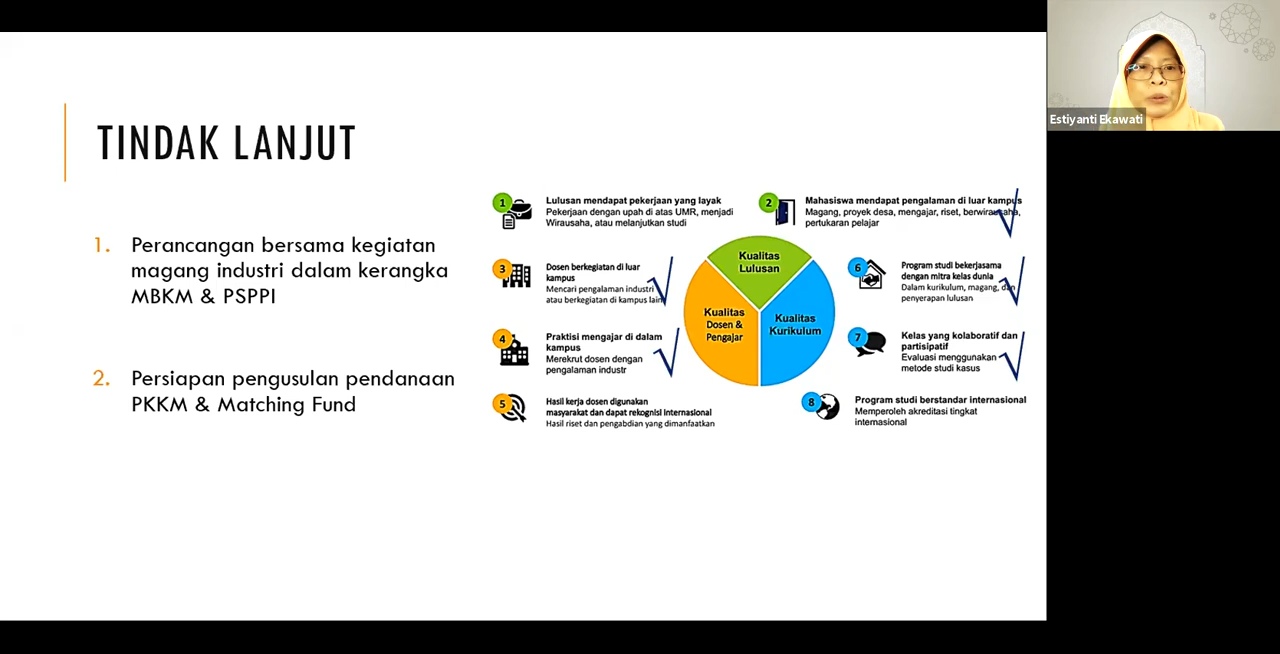 TINDAK LANJUT
1. Perancangan bersama kegiatan
magang industri dalam kerangka
MBKM & PSPPI
2. Persiapan pengusulan pendanaan
PKKM & Matching Fund
1
Lulusan mendapat pekerjaan yang layak
Pekerjaan dengan upah di atas UMR, menjadi
Wirausaha, atau melanjutkan studi
2
Mahasiswa mendapat pengalaman di luar kampus
Magang, proyek desa, mengajar, riset, berwirausaha,
pertukaran pelajar
3
Dosen berkegiatan di luar
kampus
Mencari pengalaman industri
atau berkegiatan di kampus lain
4
Praktisi mengajar di dalam
kampus
Merekrut dosen dengan
pengalaman industr
5
Hasil kerja dosen digunakan
masyarakat dan dapat rekognisi internasional
Hasil riset dan pengabdian yang dimanfaatkan
Kualitas
Lulusan
Kualitas
Dosen &
Pengajar
Kualitas
Kurikulum
6
Program studi bekerjasama
dengan mitra kelas dunia
Dalam kurikulum, magang, dan
penyerapan lulusan
7
Kelas yang kolaboratif dan
partisipatif
Evaluasi menggunakan
metode studi kasus
8
Program studi berstandar internasional
Memperoleh akreditasi tingkat
internasional
Estiyanti Ekawati